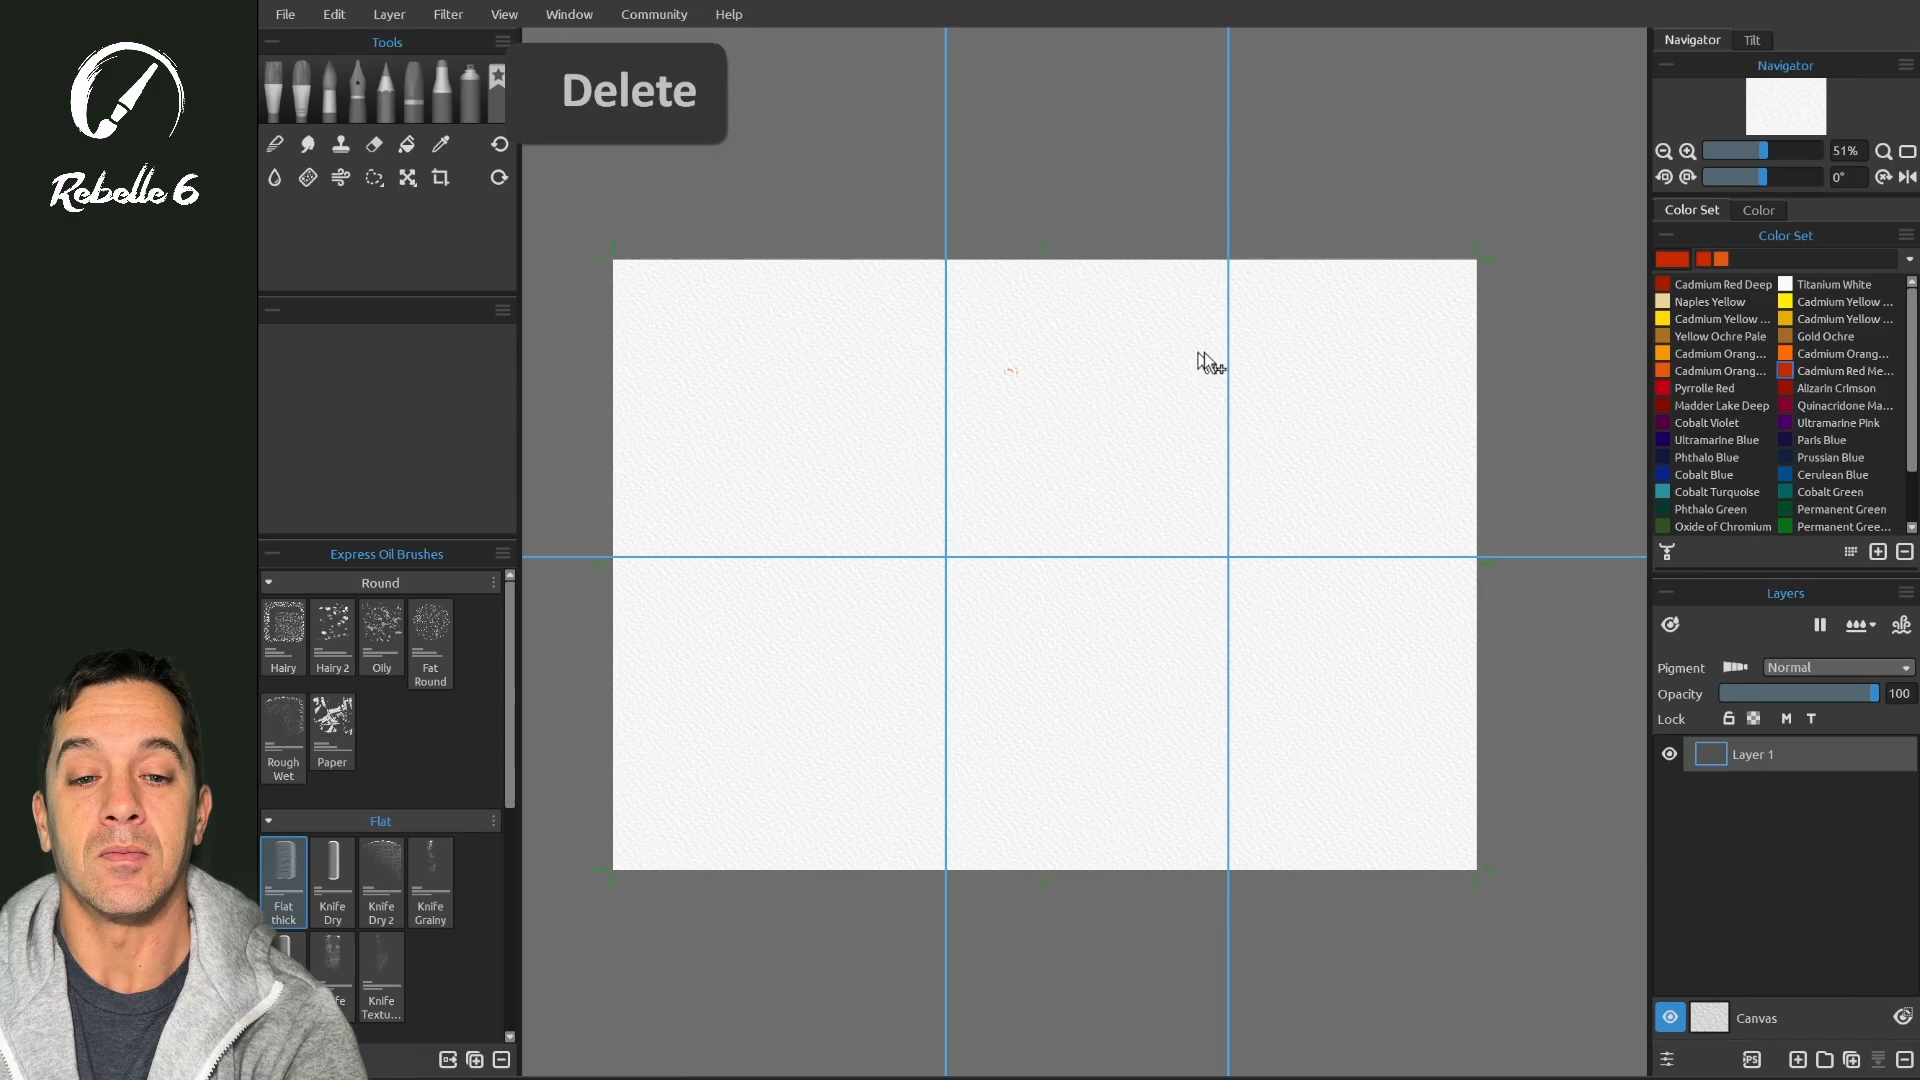 Rebelle 6
File Edit Layer Filter View Window Community Help
Tools
Delete
Express Oil Brushes
Round
Hairy Hairy 2 Oily Fat Round
Rough Wet Paper
Flat
Flat thick Knife Dry Knife Dry 2 Knife Grainy
Knife Textu...
Navigator Tilt
Navigator
51%
0°
Color Set Color
Color Set
Cadmium Red Deep Titanium White
Naples Yellow Cadmium Yellow ...
Cadmium Yellow ... Cadmium Yellow ...
Yellow Ochre Pale Gold Ochre
Cadmium Orang... Cadmium Orang...
Cadmium Orang... Cadmium Red Me...
Pyrrolle Red Alizarin Crimson
Madder Lake Deep Quinacridone Ma...
Cobalt Violet Ultramarine Pink
Ultramarine Blue Paris Blue
Phthalo Blue Prussian Blue
Cobalt Blue Cerulean Blue
Cobalt Turquoise Cobalt Green
Phthalo Green Permanent Green
Oxide of Chromium Permanent Gree...
Layers
Pigment Normal
Opacity 100
Lock M T
Layer 1
Canvas
PS